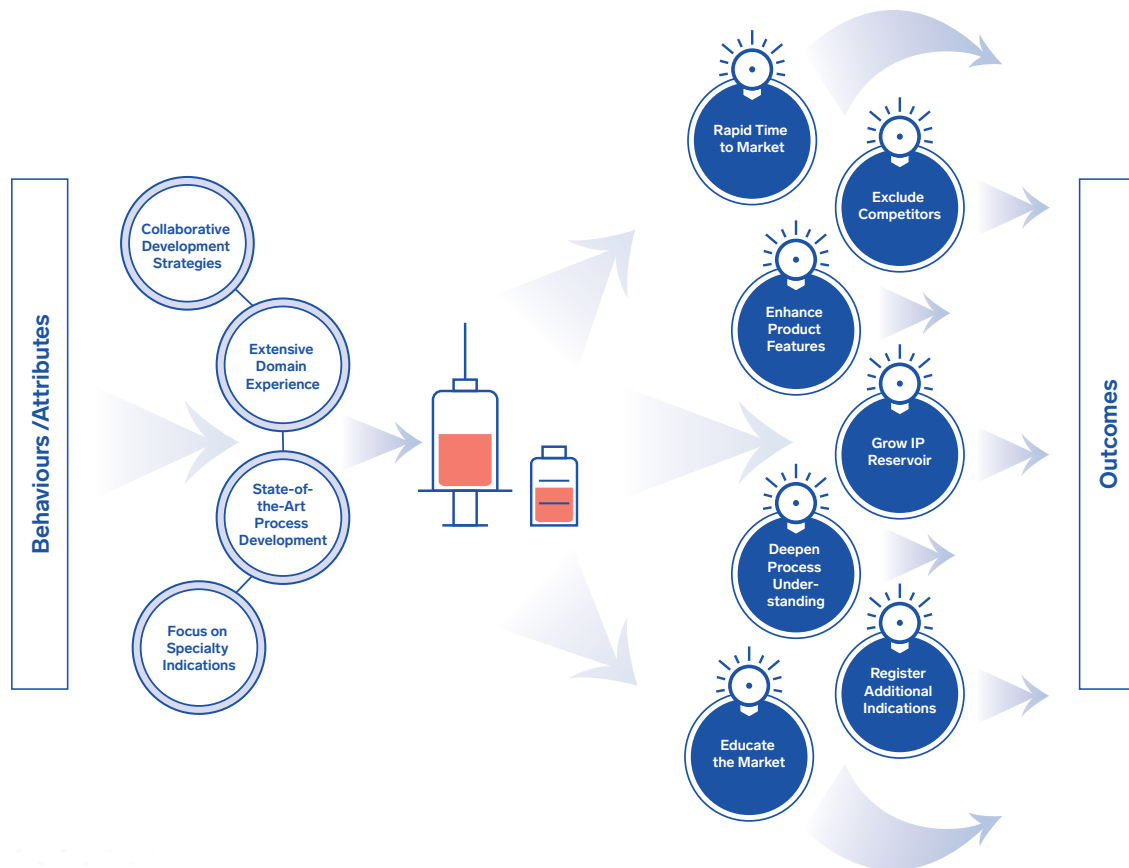 Behaviours /Attributes
Collaborative
Development
Strategies
Extensive
Domain
Experience
State-of-
the-Art
Process
Development
Focus on
Specialty
Indications
Rapid Time
to Market
Exclude
Competitors
Enhance
Product
Features
Grow IP
Reservoir
Deepen
Process
Under-
standing
Register
Additional
Indications
Educate
the Market
Outcomes